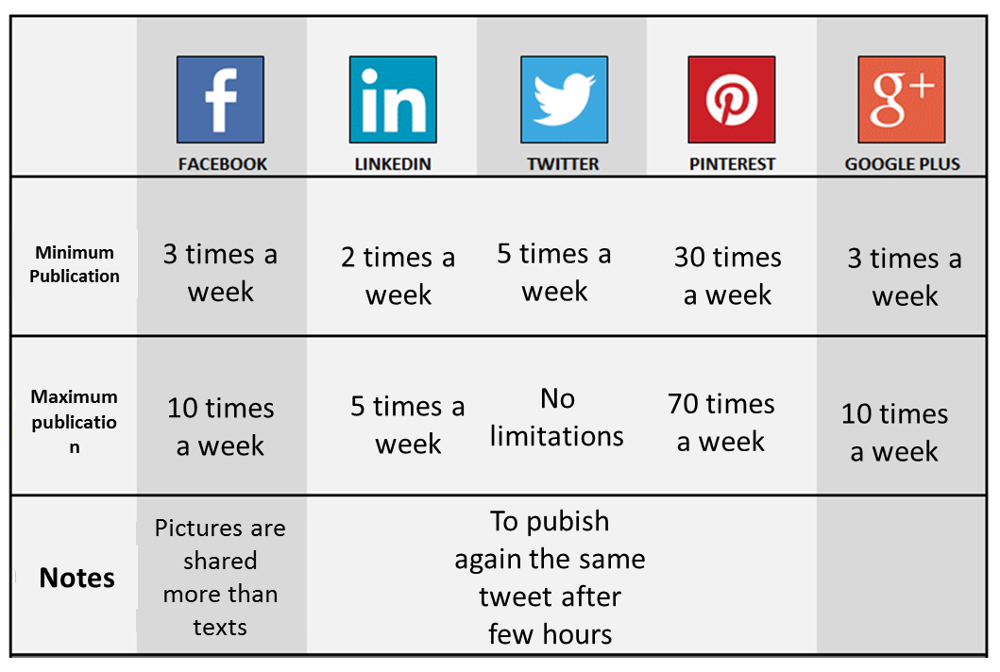 f
in
g+
FACEBOOK
LINKEDIN
TWITTER
PINTEREST
GOOGLE PLUS
Minimum
Publication
3 times a
week
2 times a
week
5 times a
week
30 times
a week
3 times a
week
Maximum
publicatio
n
10 times
a week
5 times a
week
No
limitations
70 times
a week
10 times
a week
Notes
Pictures are
shared
more than
texts
To pubish
again the same
tweet after
few hours